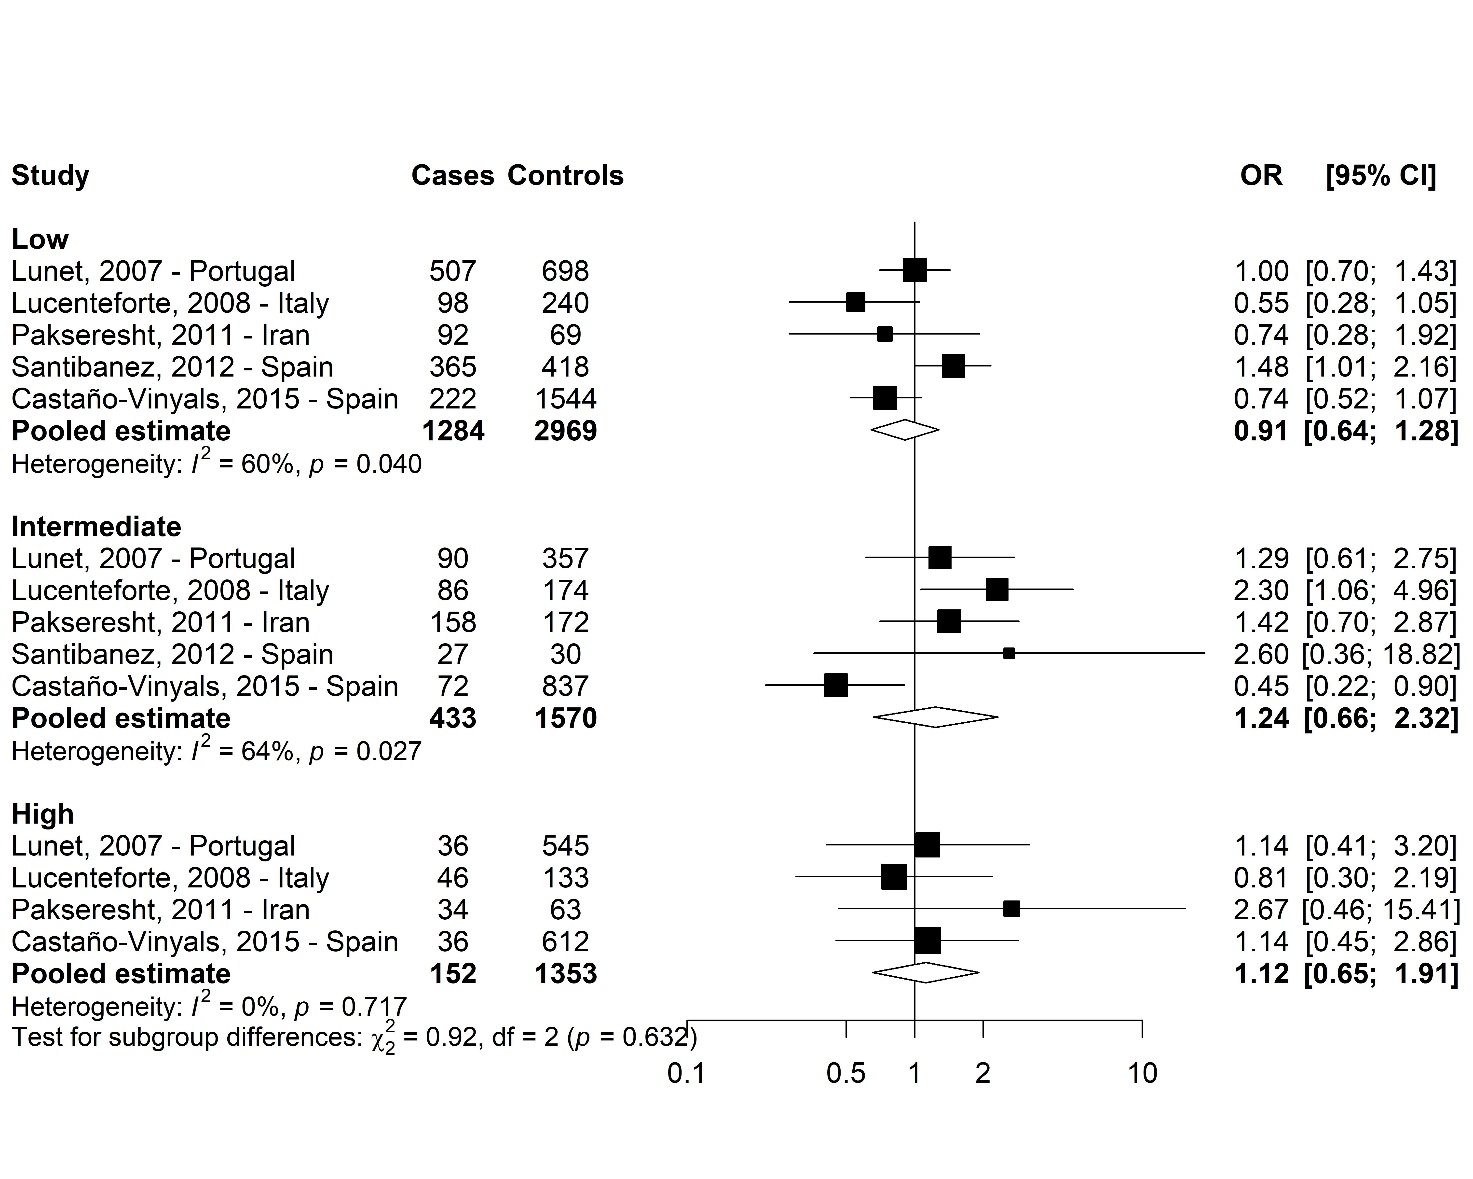 Study Cases Controls OR [95% CI]
Low
Lunet, 2007 - Portugal 507 698 1.00 [0.70; 1.43]
Lucenteforte, 2008 - Italy 98 240 0.55 [0.28; 1.05]
Pakseresht, 2011 - Iran 92 69 0.74 [0.28; 1.92]
Santibanez, 2012 - Spain 365 418 1.48 [1.01; 2.16]
Castaño-Vinyals, 2015 - Spain 222 1544 0.74 [0.52; 1.07]
Pooled estimate 1284 2969 0.91 [0.64; 1.28]
Heterogeneity: I² = 60%, p = 0.040
Intermediate
Lunet, 2007 - Portugal 90 357 1.29 [0.61; 2.75]
Lucenteforte, 2008 - Italy 86 174 2.30 [1.06; 4.96]
Pakseresht, 2011 - Iran 158 172 1.42 [0.70; 2.87]
Santibanez, 2012 - Spain 27 30 2.60 [0.36; 18.82]
Castaño-Vinyals, 2015 - Spain 72 837 0.45 [0.22; 0.90]
Pooled estimate 433 1570 1.24 [0.66; 2.32]
Heterogeneity: I² = 64%, p = 0.027
High
Lunet, 2007 - Portugal 36 545 1.14 [0.41; 3.20]
Lucenteforte, 2008 - Italy 46 133 0.81 [0.30; 2.19]
Pakseresht, 2011 - Iran 34 63 2.67 [0.46; 15.41]
Castaño-Vinyals, 2015 - Spain 36 612 1.14 [0.45; 2.86]
Pooled estimate 152 1353 1.12 [0.65; 1.91]
Heterogeneity: I² = 0%, p = 0.717
Test for subgroup differences: χ²₂ = 0.92, df = 2 (p = 0.632)
0.1 0.5 1 2 10